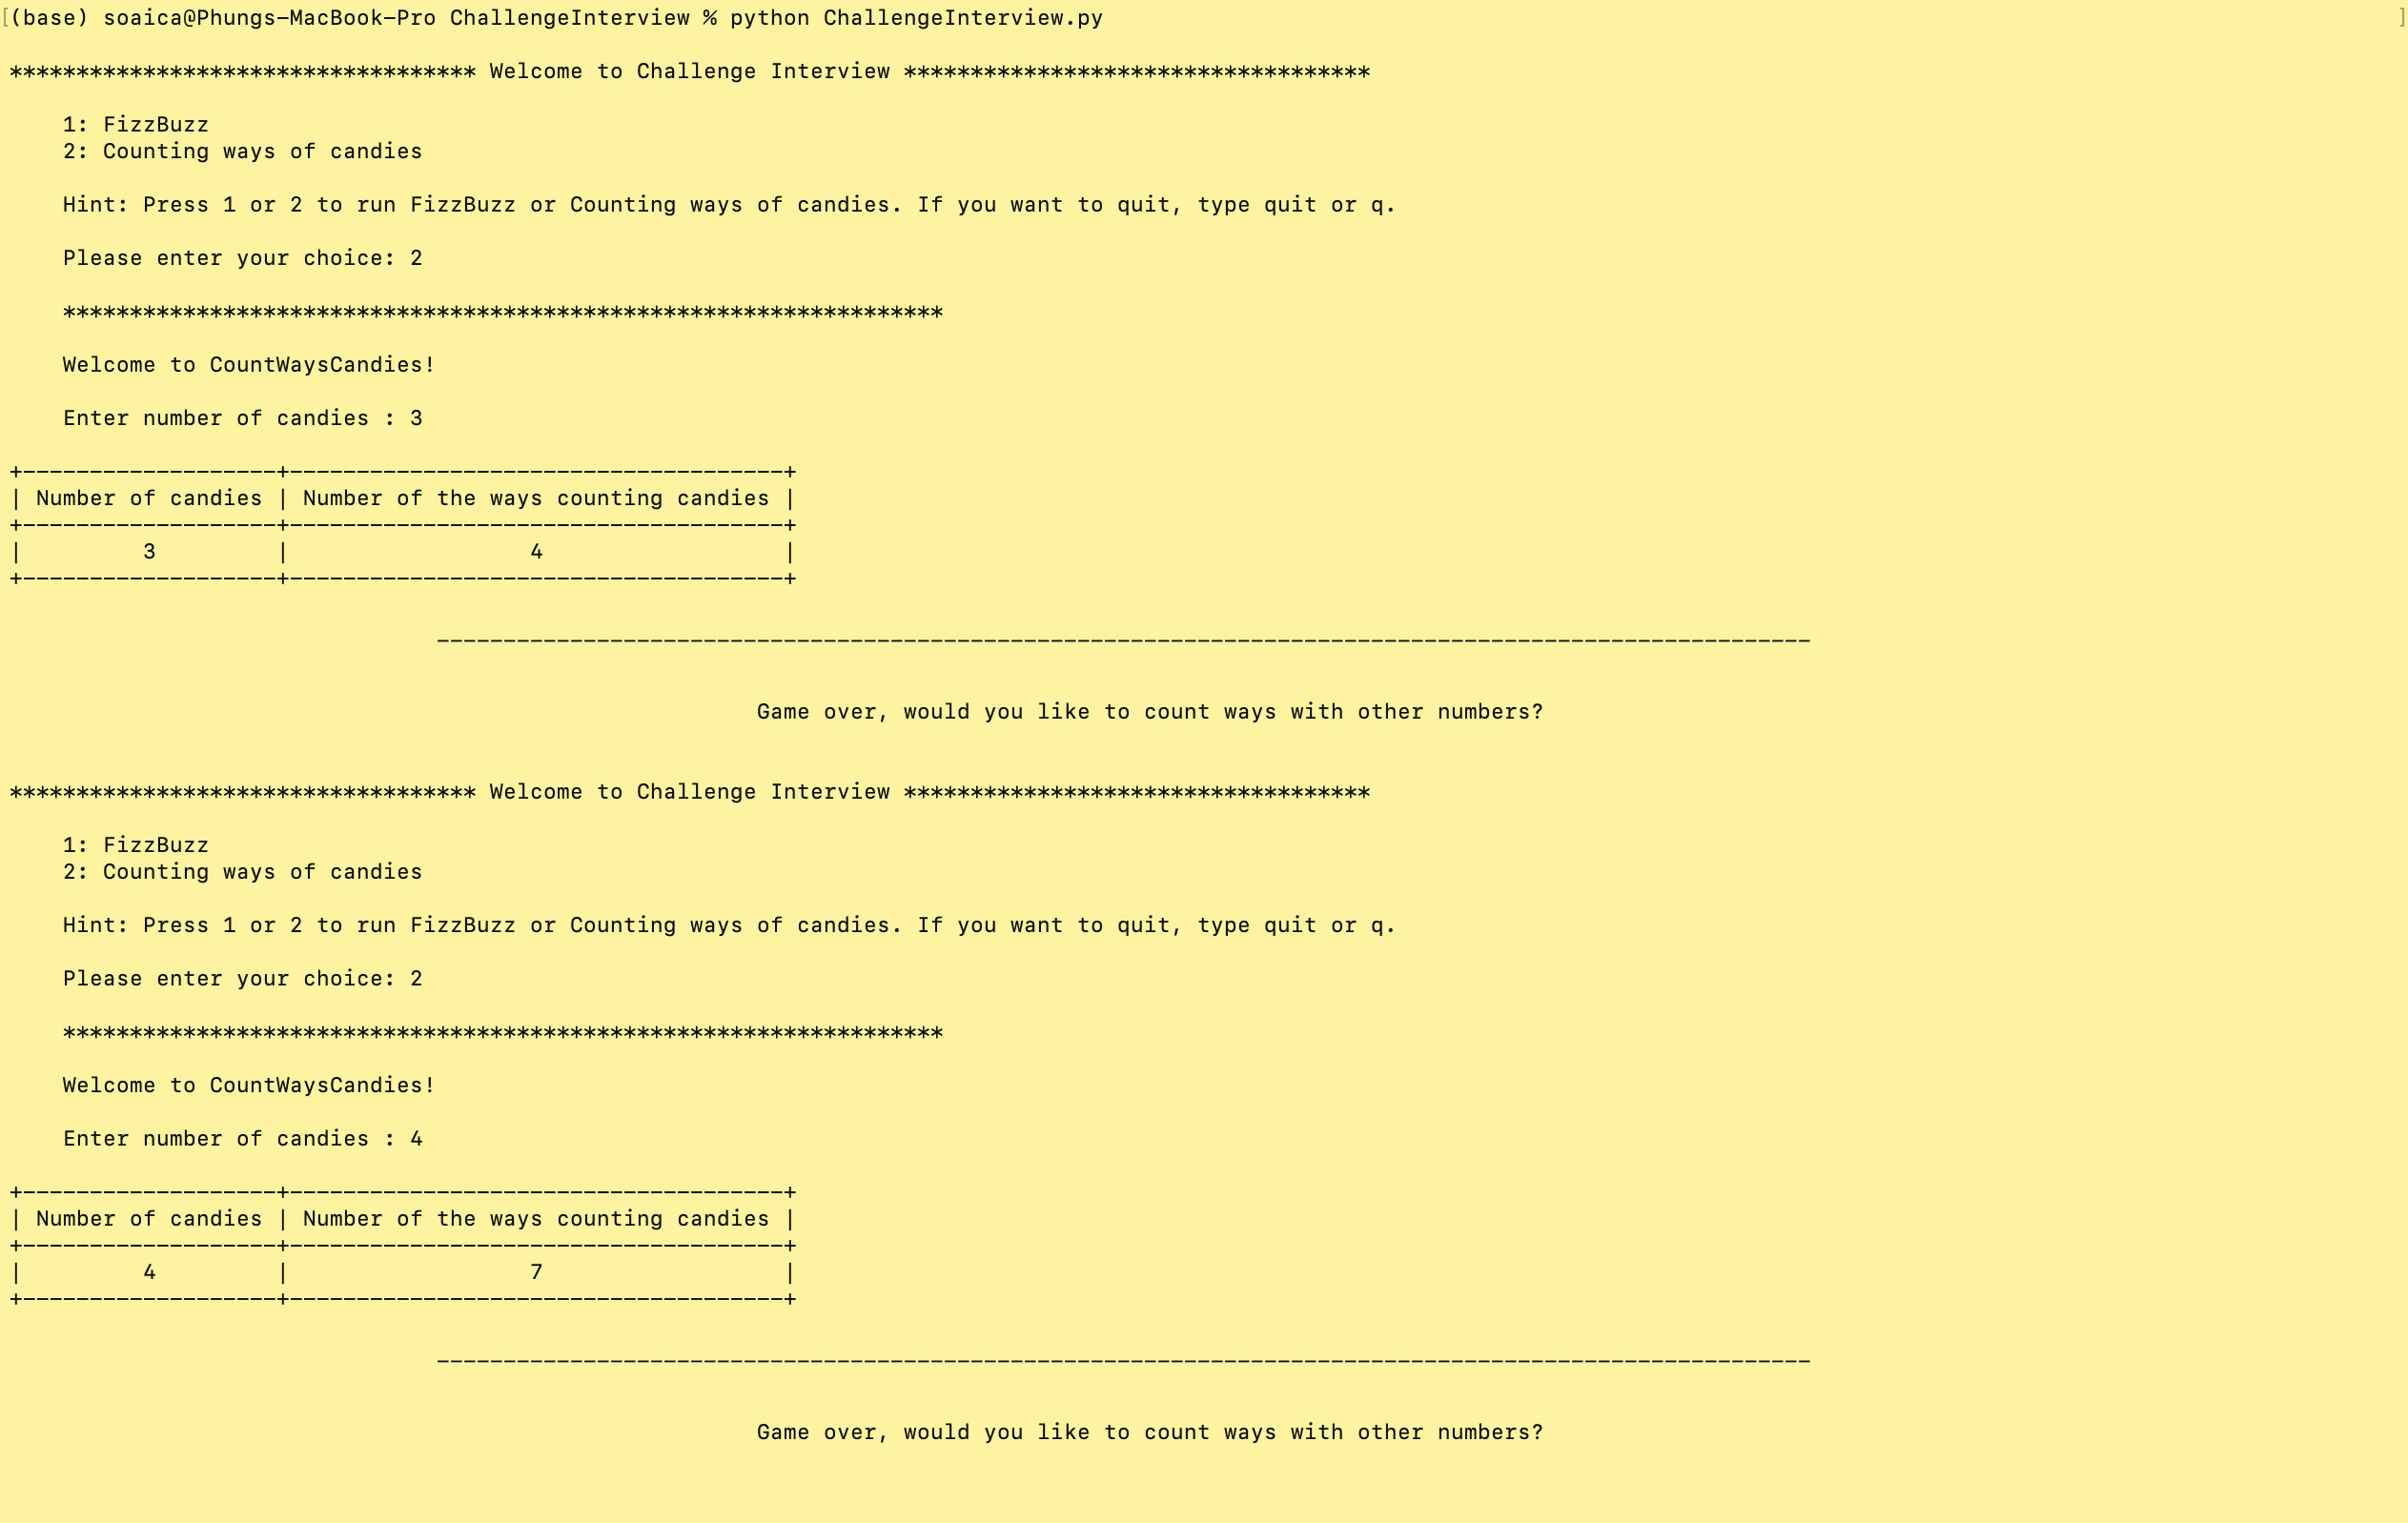 [(base) soaica@Phungs-MacBook-Pro ChallengeInterview % python ChallengeInterview.py ]
*********************************** Welcome to Challenge Interview ***********************************
1: FizzBuzz
2: Counting ways of candies
Hint: Press 1 or 2 to run FizzBuzz or Counting ways of candies. If you want to quit, type quit or q.
Please enter your choice: 2
******************************************************************
Welcome to CountWaysCandies!
Enter number of candies : 3
+-------------------+-------------------------------------+
| Number of candies | Number of the ways counting candies |
+-------------------+-------------------------------------+
|         3         |                  4                  |
+-------------------+-------------------------------------+
-------------------------------------------------------------------------------------------------------
Game over, would you like to count ways with other numbers?
*********************************** Welcome to Challenge Interview ***********************************
1: FizzBuzz
2: Counting ways of candies
Hint: Press 1 or 2 to run FizzBuzz or Counting ways of candies. If you want to quit, type quit or q.
Please enter your choice: 2
******************************************************************
Welcome to CountWaysCandies!
Enter number of candies : 4
+-------------------+-------------------------------------+
| Number of candies | Number of the ways counting candies |
+-------------------+-------------------------------------+
|         4         |                  7                  |
+-------------------+-------------------------------------+
-------------------------------------------------------------------------------------------------------
Game over, would you like to count ways with other numbers?